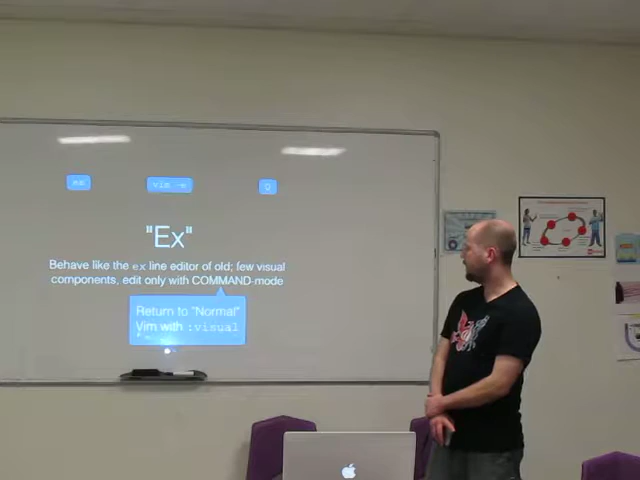 ex
vim -e
Q
"Ex"
Behave like the ex line editor of old; few visual
components, edit only with COMMAND-mode
Return to "Normal"
Vim with :visual